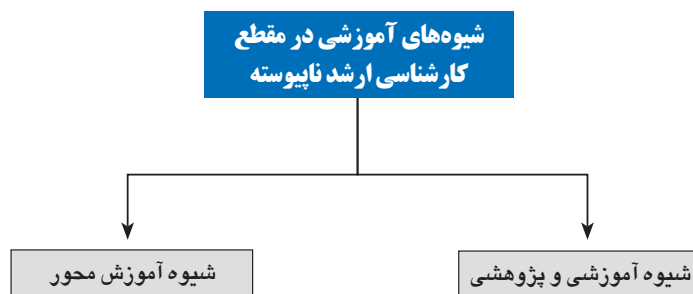 شیوه‌های آموزشی در مقطع
کارشناسی ارشد ناپیوسته
شیوه آموزشی و پژوهشی
شیوه آموزش محور